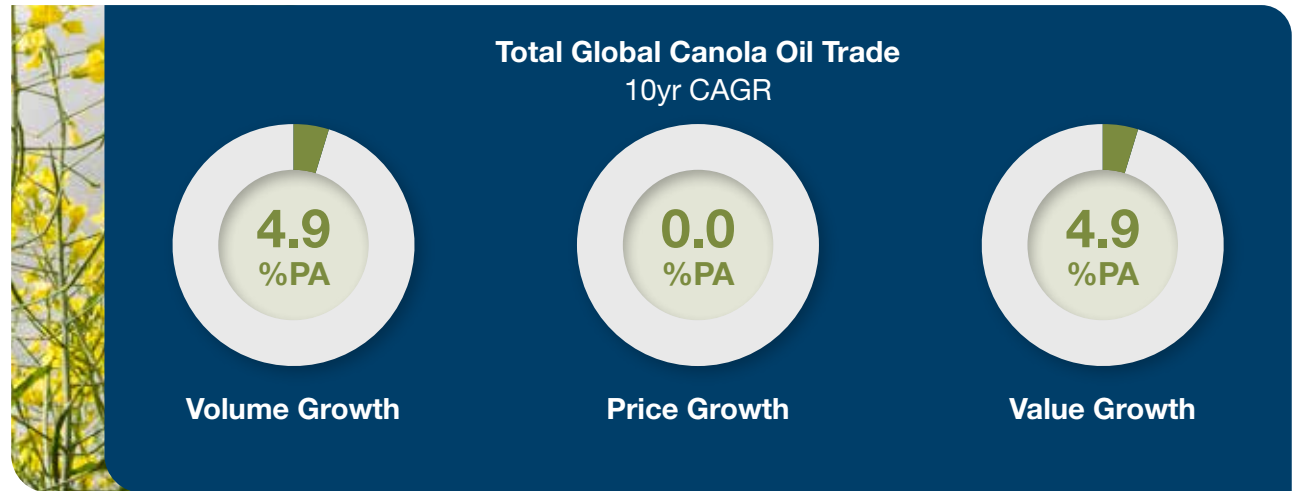 Total Global Canola Oil Trade
10yr CAGR
4.9
%PA
Volume Growth
0.0
%PA
Price Growth
4.9
%PA
Value Growth